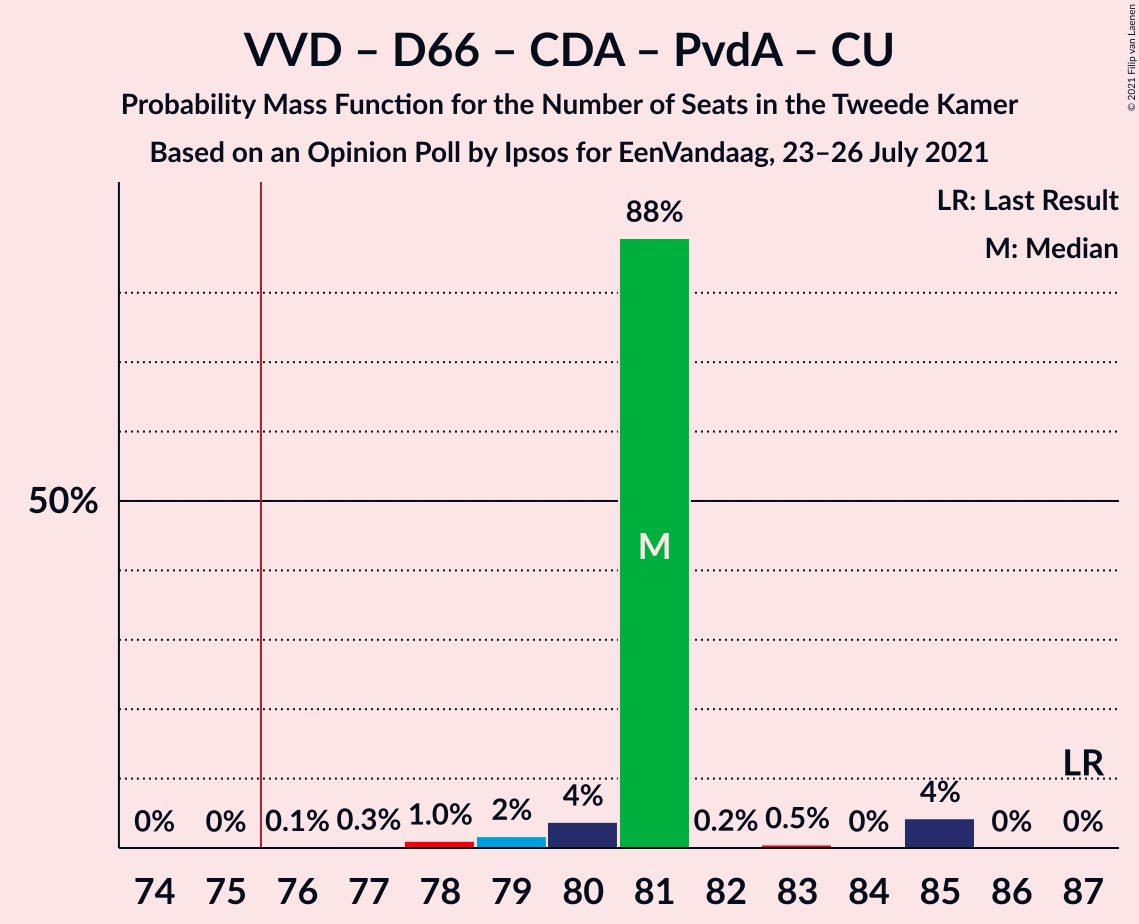 VVD – D66 – CDA – PvdA – CU
Probability Mass Function for the Number of Seats in the Tweede Kamer
Based on an Opinion Poll by Ipsos for EenVandaag, 23–26 July 2021
© 2021 Filip van Laenen
LR: Last Result
M: Median
88%
50%
M
LR
0% 0% 0.1% 0.3% 1.0% 2% 4% 0.2% 0.5% 0% 4% 0% 0%
74 75 76 77 78 79 80 81 82 83 84 85 86 87